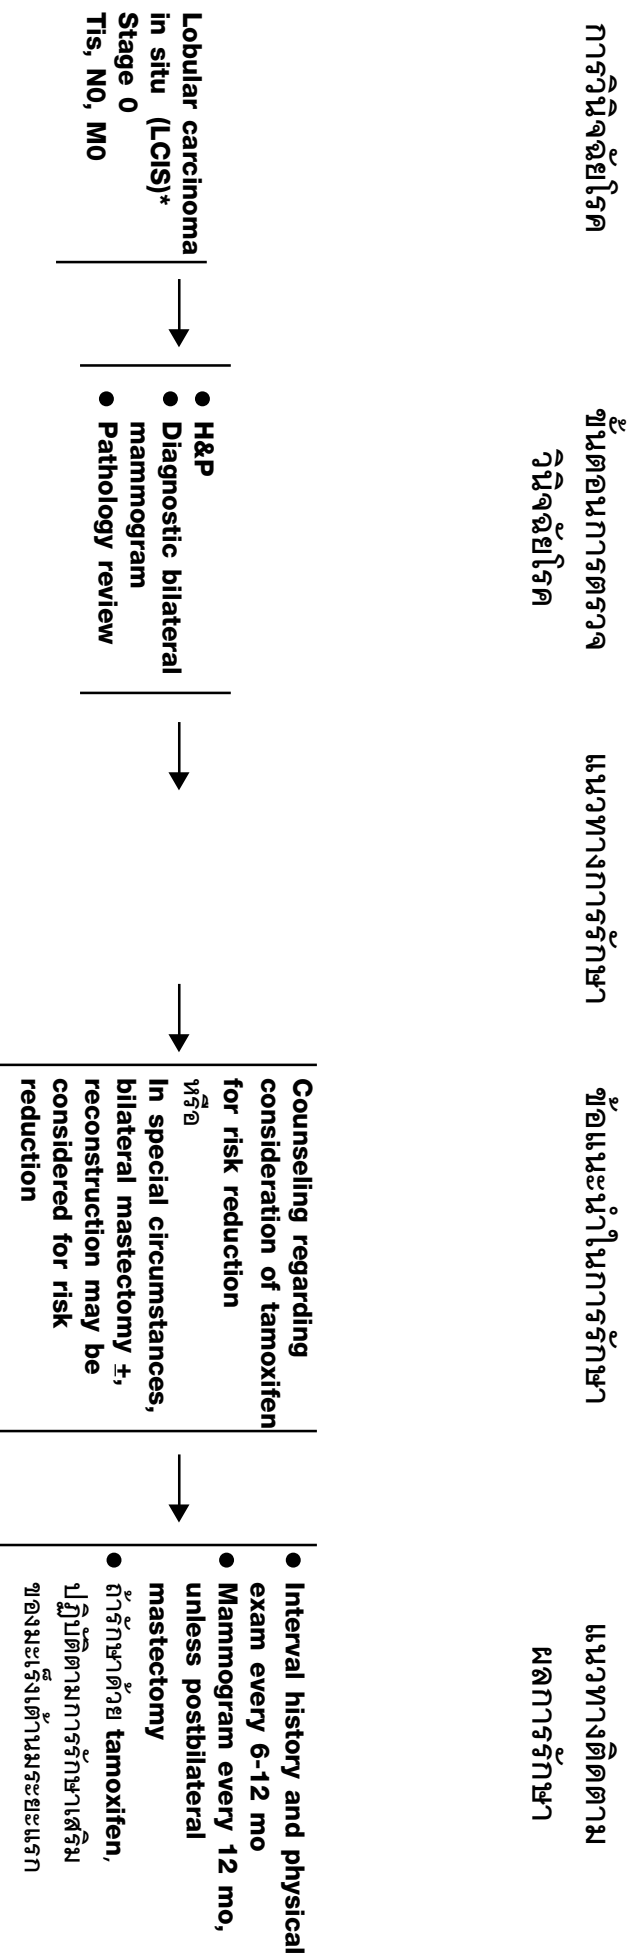 การวินิจฉัยโรค
ขั้นตอนการตรวจ
วินิจฉัยโรค
แนวทางการรักษา
ข้อแนะนำในการรักษา
แนวทางติดตาม
ผลการรักษา
Lobular carcinoma
in situ (LCIS)*
Stage 0
Tis, N0, M0
● H&P
● Diagnostic bilateral
mammogram
● Pathology review
Counseling regarding
consideration of tamoxifen
for risk reduction
หรือ
In special circumstances,
bilateral mastectomy ±,
reconstruction may be
considered for risk
reduction
● Interval history and physical
exam every 6-12 mo
● Mammogram every 12 mo,
unless postbilateral
mastectomy
● ถ้ารักษาด้วย tamoxifen,
ปฏิบัติตามการรักษาเสริม
ของมะเร็งเต้านมระยะแรก